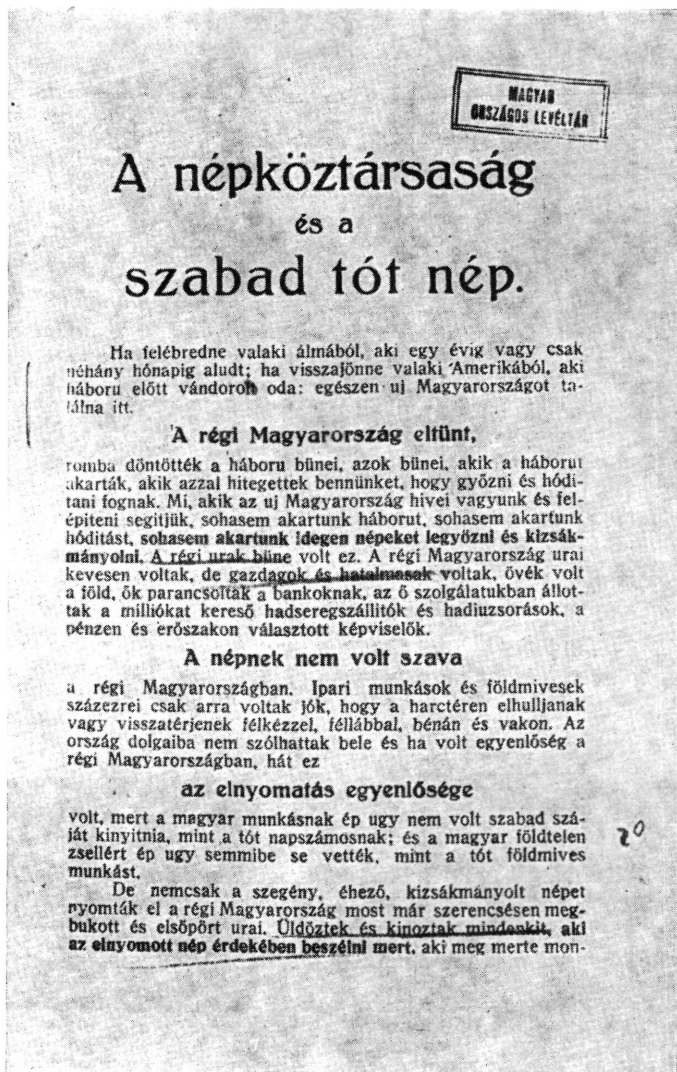 MAGYAR
ORSZÁGOS LEVÉLTÁR
A népköztársaság
és a
szabad tót nép.
Ha felébredne valaki álmából, aki egy évig vagy csak
néhány hónapig aludt; ha visszajönne valaki Amerikából, aki
háboru előtt vándorolt oda: egészen uj Magyarországot ta-
lálna itt.
A régi Magyarország eltünt,
romba döntötték a háboru bünei, azok bünei, akik a háborut
akarták, akik azzal hitegettek bennünket, hogy győzni és hódi-
tani fognak. Mi, akik az uj Magyarország hivei vagyunk és fel-
épiteni segitjük, sohasem akartunk háborut, sohasem akartunk
hóditást, sohasem akartunk idegen népeket legyőzni és kizsák-
mányolni. A régi urak büne volt ez. A régi Magyarország urai
kevesen voltak, de gazdagok és hatalmasak voltak, övék volt
a föld, ők parancsoltak a bankoknak, az ő szolgálatukban állot-
tak a milliókat kereső hadseregszállitók és hadiuzsorások, a
pénzen és erőszakon választott képviselők.
A népnek nem volt szava
a régi Magyarországban. Ipari munkások és földmivesek
százezrei csak arra voltak jók, hogy a harctéren elhulljanak
vagy visszatérjenek félkézzel, féllábbal, bénán és vakon. Az
ország dolgaiba nem szólhattak bele és ha volt egyenlőség a
régi Magyarországban, hát ez
az elnyomatás egyenlősége
volt, mert a magyar munkásnak ép ugy nem volt szabad szá-
ját kinyitnia, mint a tót napszámosnak; és a magyar földtelen
zsellért ép ugy semmibe se vették, mint a tót földmives
munkást.
20
De nemcsak a szegény, éhező, kizsákmányolt népet
nyomták el a régi Magyarország most már szerencsésen meg-
bukott és elsöpört urai. Üldöztek és kinoztak mindenkit, aki
az elnyomott nép érdekében beszélni mert, aki meg merte mon-